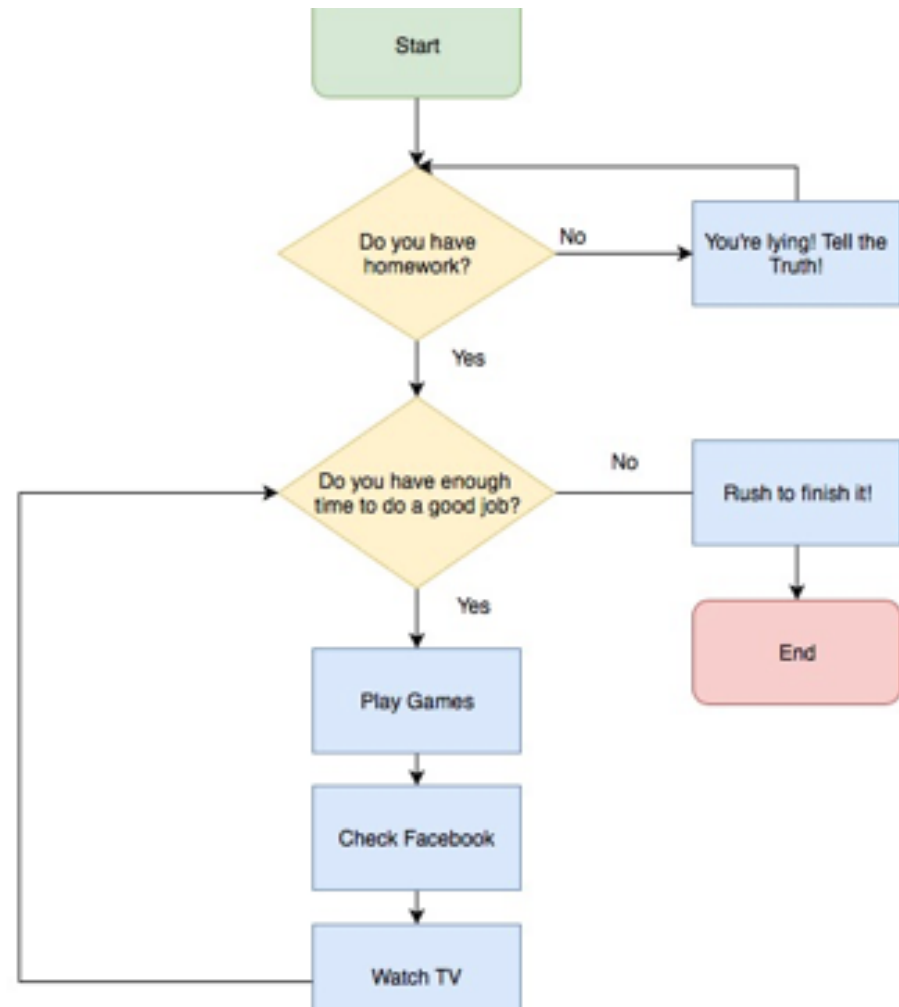 Start
Do you have
homework?
No
You're lying! Tell the
Truth!
Yes
Do you have enough
time to do a good job?
No
Rush to finish it!
Yes
End
Play Games
Check Facebook
Watch TV